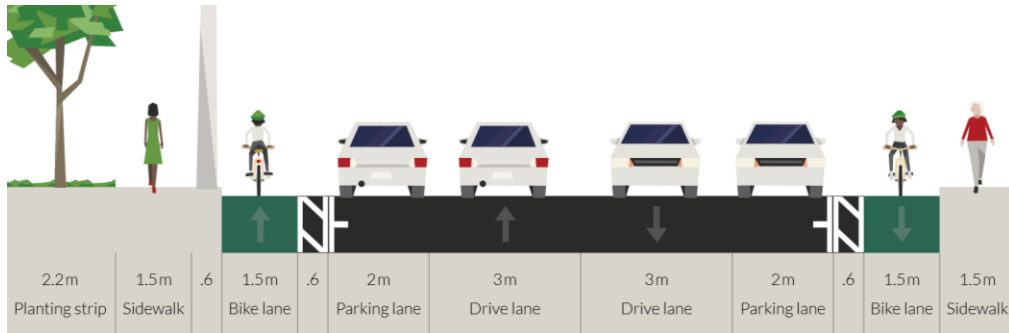 2.2m 1.5m .6 1.5m .6 2m 3m 3m 2m .6 1.5m 1.5m
Planting strip Sidewalk Bike lane Parking lane Drive lane Drive lane Parking lane Bike lane Sidewalk